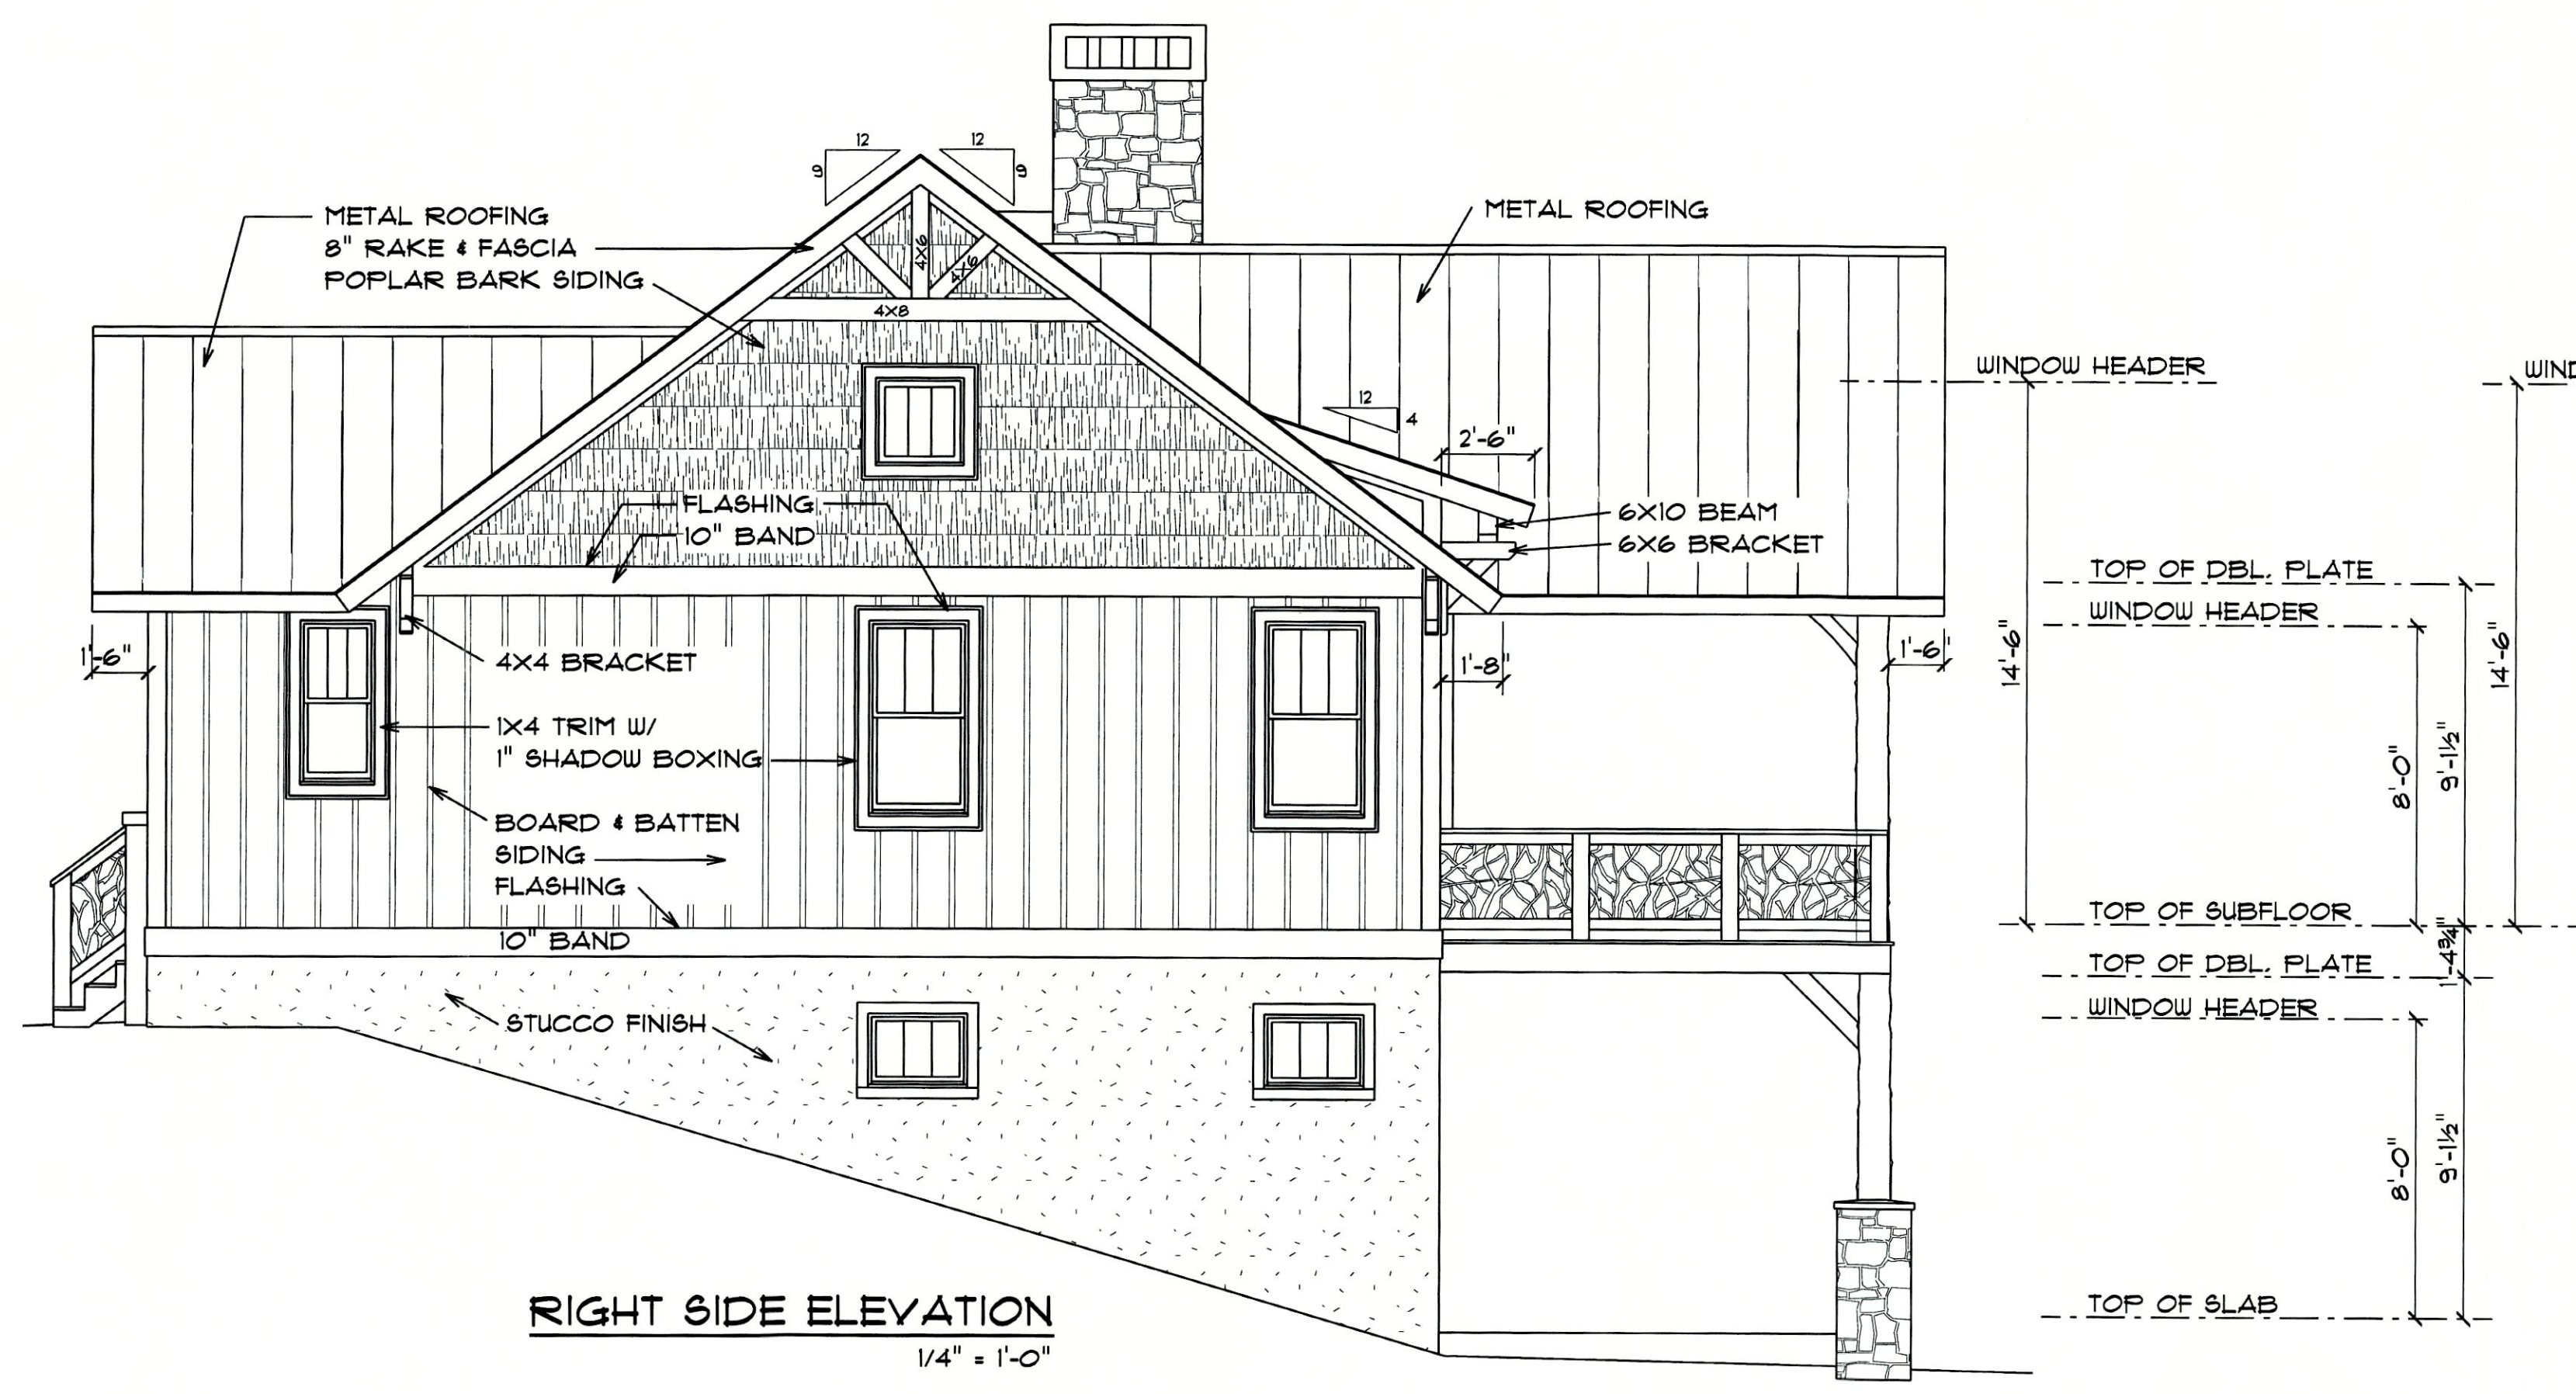 12
12
9
9
METAL ROOFING
8" RAKE & FASCIA
POPLAR BARK SIDING
METAL ROOFING
4X6
4X6
4X8
WINDOW HEADER
WIND
12
4
2'-6"
FLASHING
10" BAND
6X10 BEAM
6X6 BRACKET
TOP OF DBL. PLATE
WINDOW HEADER
1'-6"
4X4 BRACKET
1'-8"
1'-6"
14'-6"
14'-6"
1X4 TRIM W/
1" SHADOW BOXING
8'-0"
9'-1½"
BOARD & BATTEN
SIDING
FLASHING
10" BAND
TOP OF SUBFLOOR
1'-4¾"
TOP OF DBL. PLATE
WINDOW HEADER
STUCCO FINISH
8'-0"
9'-1½"
TOP OF SLAB
RIGHT SIDE ELEVATION
1/4" = 1'-0"